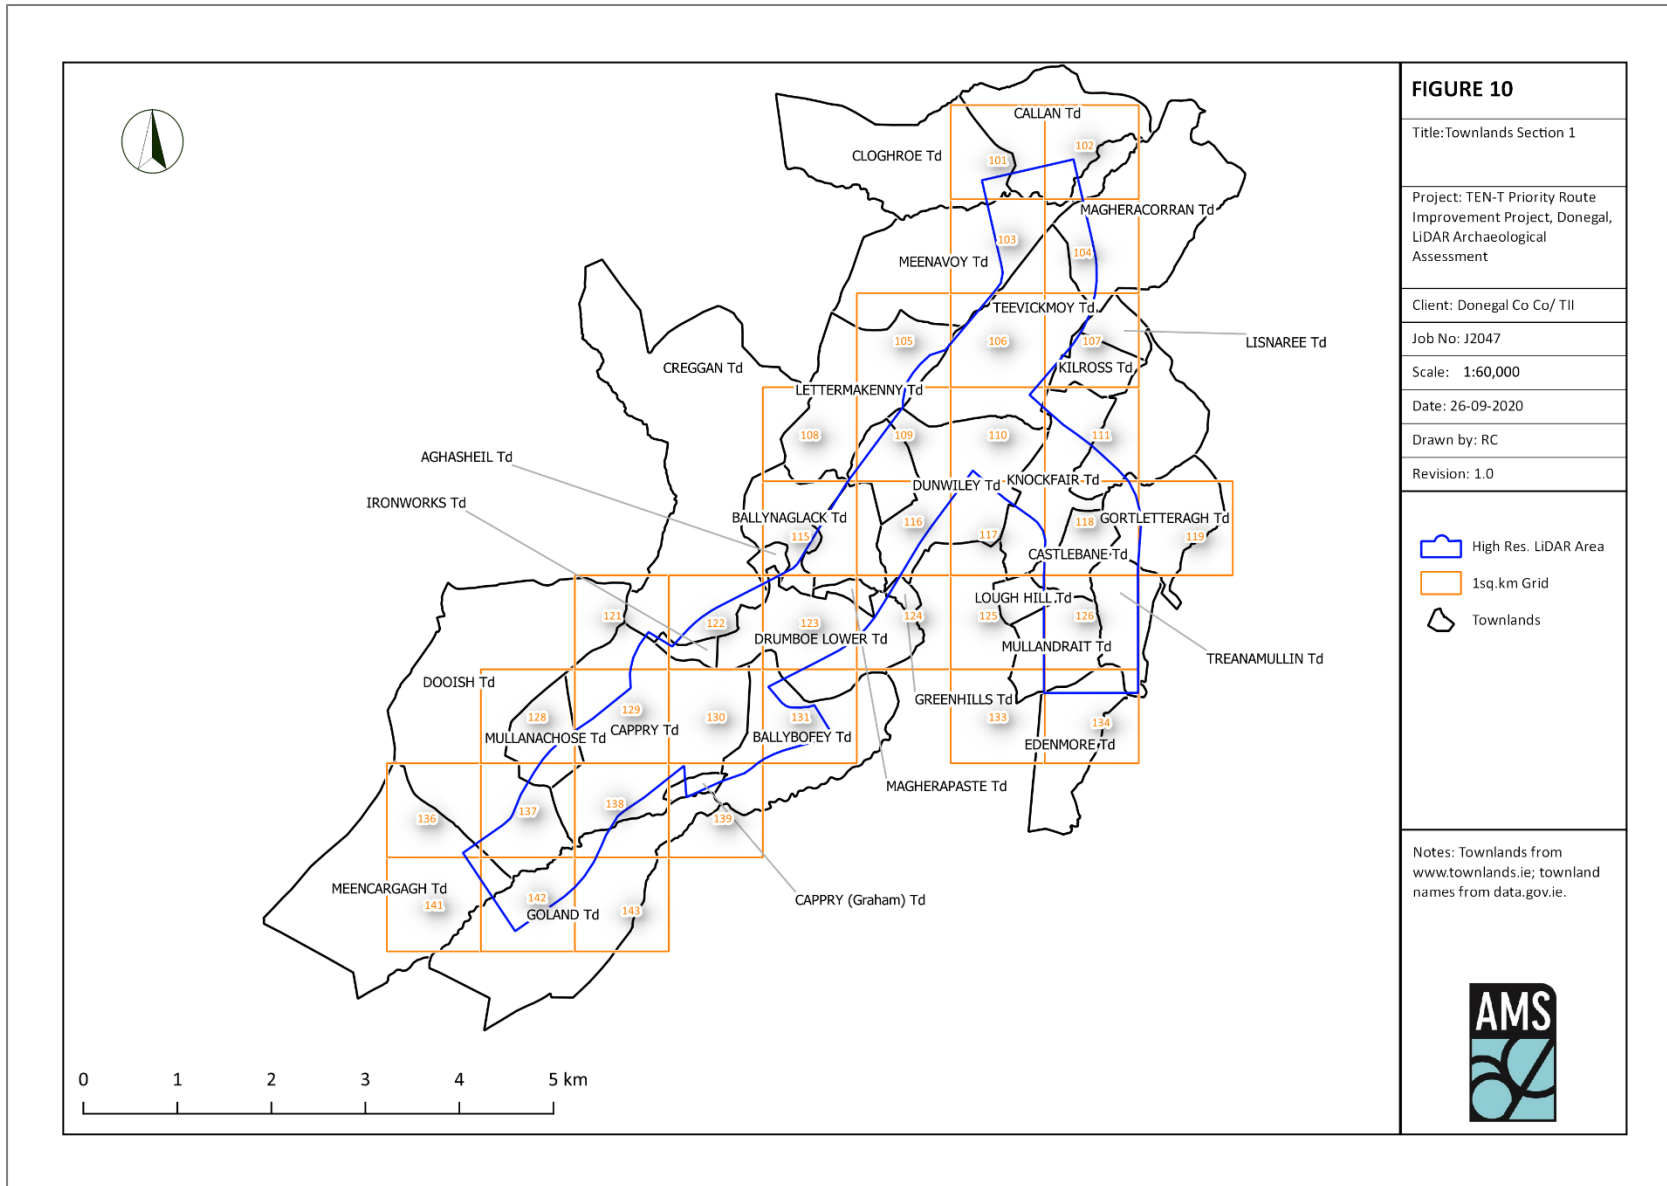 CALLAN Td
102
CLOGHROE Td
101
MAGHERACORRAN Td
103
104
MEENAVOY Td
TEEVICKMOY Td
105
106
107
LISNAREE Td
CREGGAN Td
KILROSS Td
LETTERMAKENNY Td
108
109
110
111
AGHASHEIL Td
KNOCKFAIR Td
DUNWILEY Td
IRONWORKS Td
BALLYNAGLACK Td
116
118
GORTLETTERAGH Td
115
117
119
CASTLEBANE Td
LOUGH HILL Td
121
122
123
124
125
126
DRUMBOE LOWER Td
MULLANDRAIT Td
TREANAMULLIN Td
DOOISH Td
GREENHILLS Td
128
129
130
131
133
134
MULLANACHOSE Td
CAPPRY Td
BALLYBOFEY Td
EDENMORE Td
MAGHERAPASTE Td
136
137
138
139
MEENCARGAGH Td
CAPPRY (Graham) Td
141
142
143
GOLAND Td
0 1 2 3 4 5 km
FIGURE 10
Title:Townlands Section 1
Project: TEN-T Priority Route
Improvement Project, Donegal,
LiDAR Archaeological
Assessment
Client: Donegal Co Co/ TII
Job No: J2047
Scale: 1:60,000
Date: 26-09-2020
Drawn by: RC
Revision: 1.0
High Res. LiDAR Area
1sq.km Grid
Townlands
Notes: Townlands from
www.townlands.ie; townland
names from data.gov.ie.
AMS